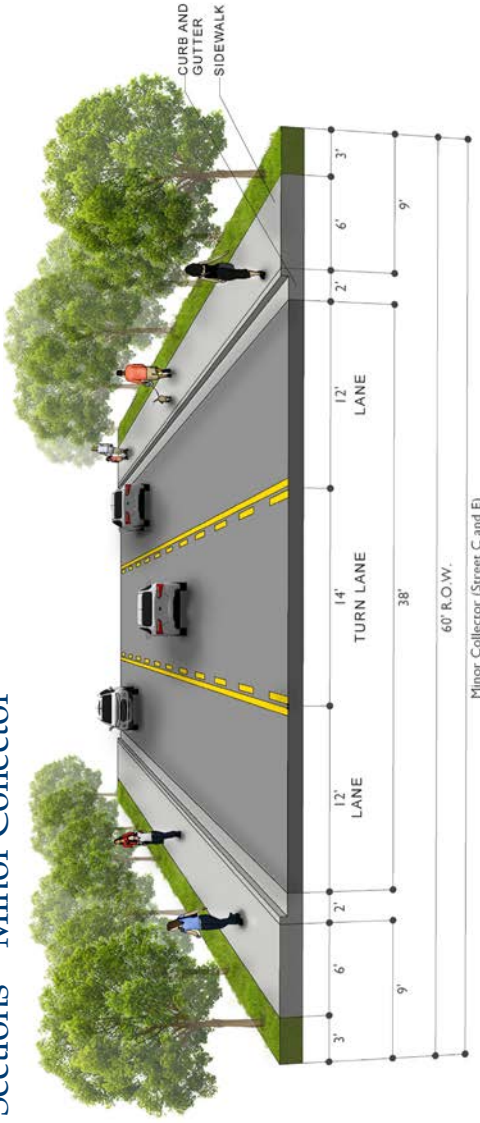 Sections – Minor Collector
CURB AND
GUTTER
SIDEWALK
3' 6' 2' 12' 14' 12' 2' 6' 3'
LANE TURN LANE LANE
9' 38' 9'
60' R.O.W.
Minor Collector (Street C and E)